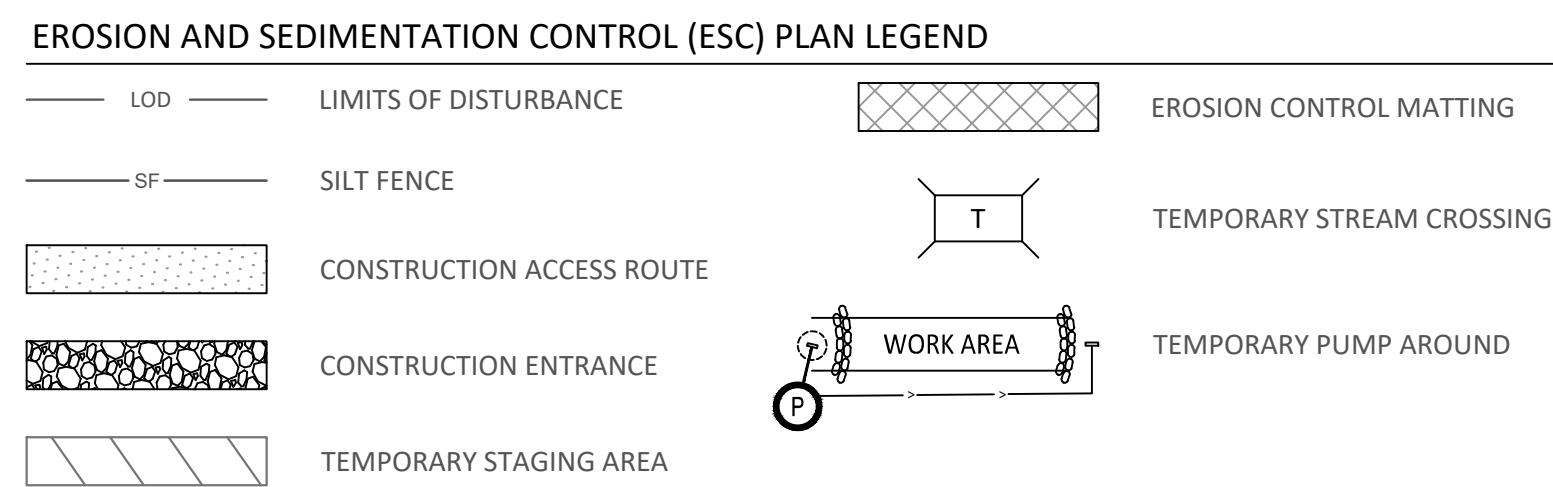 EROSION AND SEDIMENTATION CONTROL (ESC) PLAN LEGEND
LOD LIMITS OF DISTURBANCE
SF SILT FENCE
CONSTRUCTION ACCESS ROUTE
CONSTRUCTION ENTRANCE
TEMPORARY STAGING AREA
EROSION CONTROL MATTING
T TEMPORARY STREAM CROSSING
WORK AREA TEMPORARY PUMP AROUND
P > >